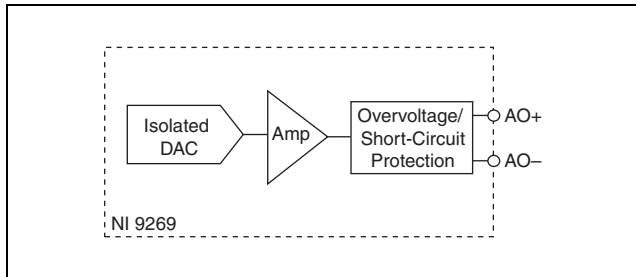 Isolated
DAC
Amp
Overvoltage/
Short-Circuit
Protection
AO+
AO–
NI 9269